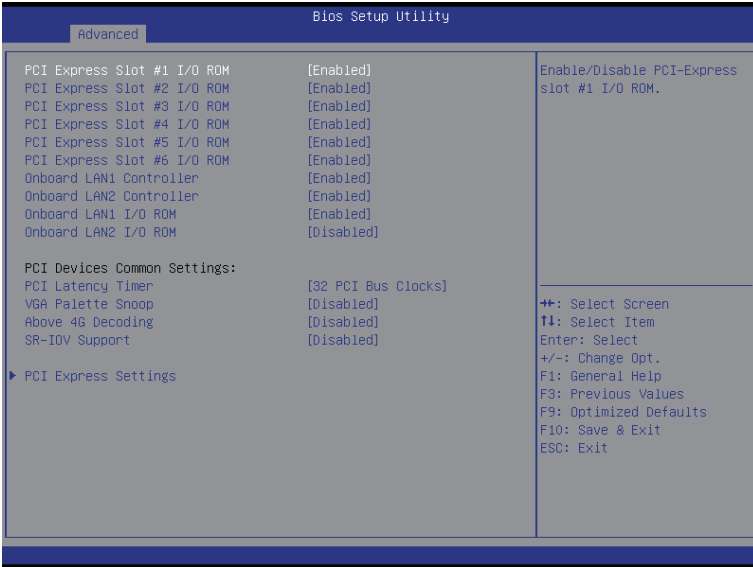 Bios Setup Utility
Advanced
PCI Express Slot #1 I/O ROM [Enabled]
PCI Express Slot #2 I/O ROM [Enabled]
PCI Express Slot #3 I/O ROM [Enabled]
PCI Express Slot #4 I/O ROM [Enabled]
PCI Express Slot #5 I/O ROM [Enabled]
PCI Express Slot #6 I/O ROM [Enabled]
Onboard LAN1 Controller [Enabled]
Onboard LAN2 Controller [Enabled]
Onboard LAN1 I/O ROM [Enabled]
Onboard LAN2 I/O ROM [Disabled]
PCI Devices Common Settings:
PCI Latency Timer [32 PCI Bus Clocks]
VGA Palette Snoop [Disabled]
Above 4G Decoding [Disabled]
SR-IOV Support [Disabled]
PCI Express Settings
Enable/Disable PCI-Express
slot #1 I/O ROM.
→←: Select Screen
↑↓: Select Item
Enter: Select
+/-: Change Opt.
F1: General Help
F3: Previous Values
F9: Optimized Defaults
F10: Save & Exit
ESC: Exit